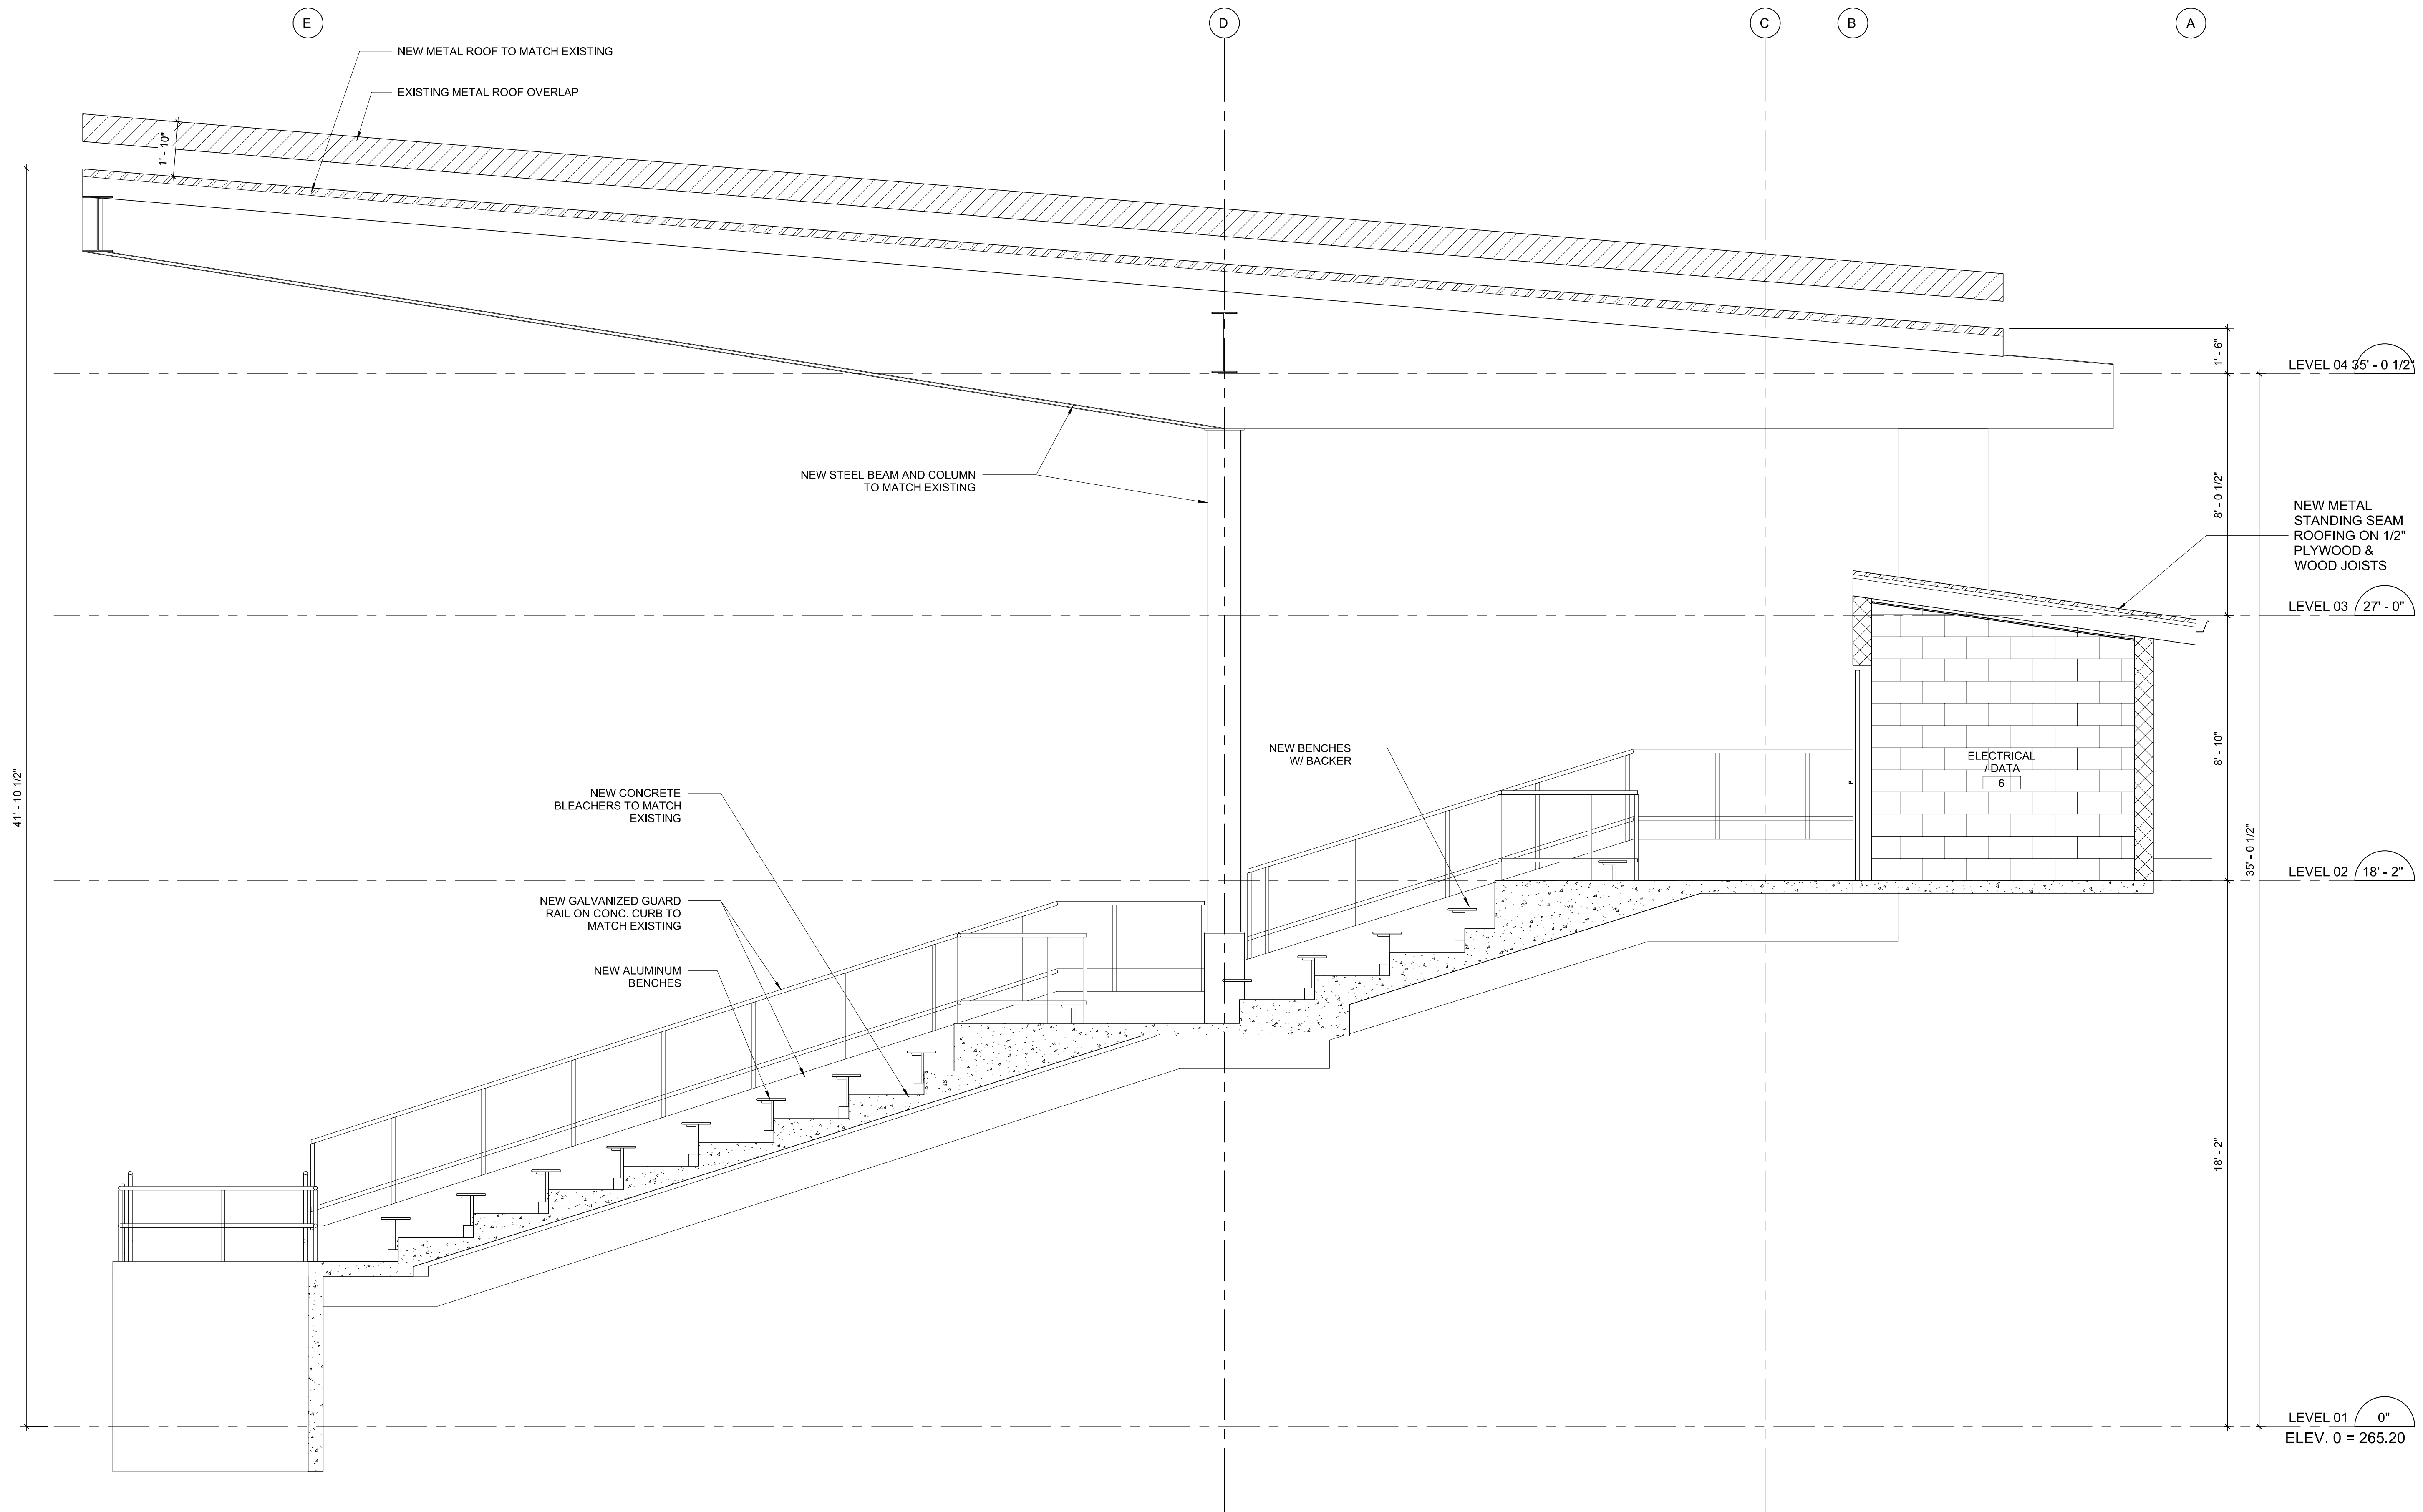 E
D
C
B
A
NEW METAL ROOF TO MATCH EXISTING
EXISTING METAL ROOF OVERLAP
1' - 10"
1' - 6"
LEVEL 04 35' - 0 1/2"
NEW STEEL BEAM AND COLUMN
TO MATCH EXISTING
8' - 0 1/2"
NEW METAL
STANDING SEAM
ROOFING ON 1/2"
PLYWOOD &
WOOD JOISTS
LEVEL 03 27' - 0"
NEW BENCHES
W/ BACKER
ELECTRICAL
/ DATA
6
8' - 10"
41' - 10 1/2"
NEW CONCRETE
BLEACHERS TO MATCH
EXISTING
35' - 0 1/2"
LEVEL 02 18' - 2"
NEW GALVANIZED GUARD
RAIL ON CONC. CURB TO
MATCH EXISTING
NEW ALUMINUM
BENCHES
18' - 2"
LEVEL 01 0"
ELEV. 0 = 265.20